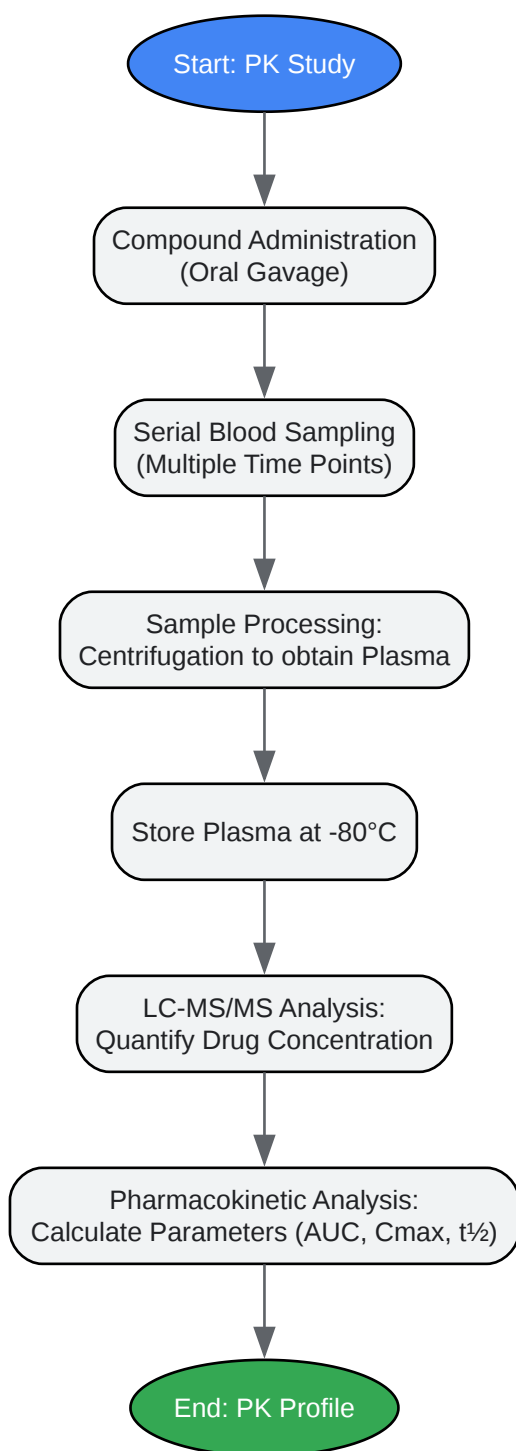 Start: PK Study
Compound Administration
(Oral Gavage)
Serial Blood Sampling
(Multiple Time Points)
Sample Processing:
Centrifugation to obtain Plasma
Store Plasma at -80°C
LC-MS/MS Analysis:
Quantify Drug Concentration
Pharmacokinetic Analysis:
Calculate Parameters (AUC, Cmax, t½)
End: PK Profile